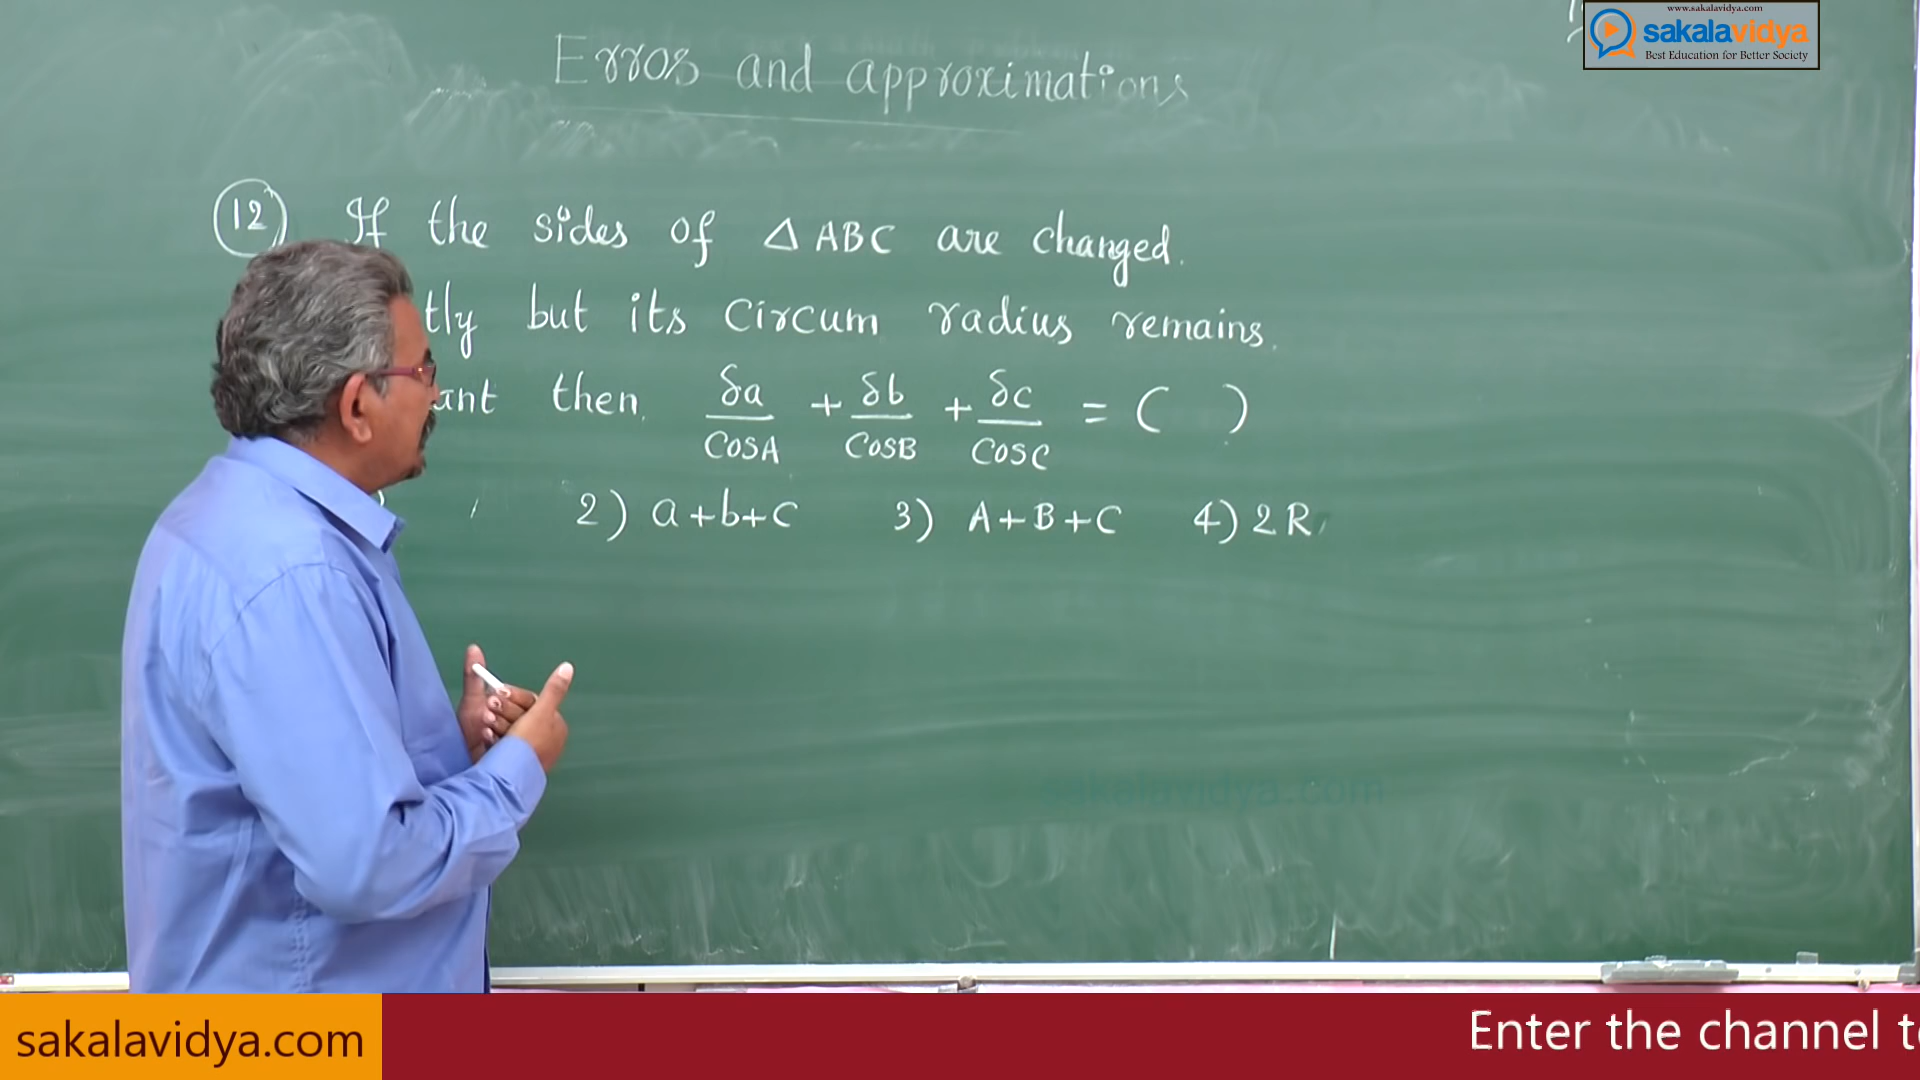 www.sakalavidya.com
sakalavidya
Best Education for Better Society
Erros and approximations
12) If the sides of △ABC are changed.
tly but its Circum radius remains.
ant then. δa/cosA + δb/cosB + δc/cosC = ( )
2) a+b+c 3) A+B+C 4) 2R
sakalavidya.com
sakalavidya.com
Enter the channel t